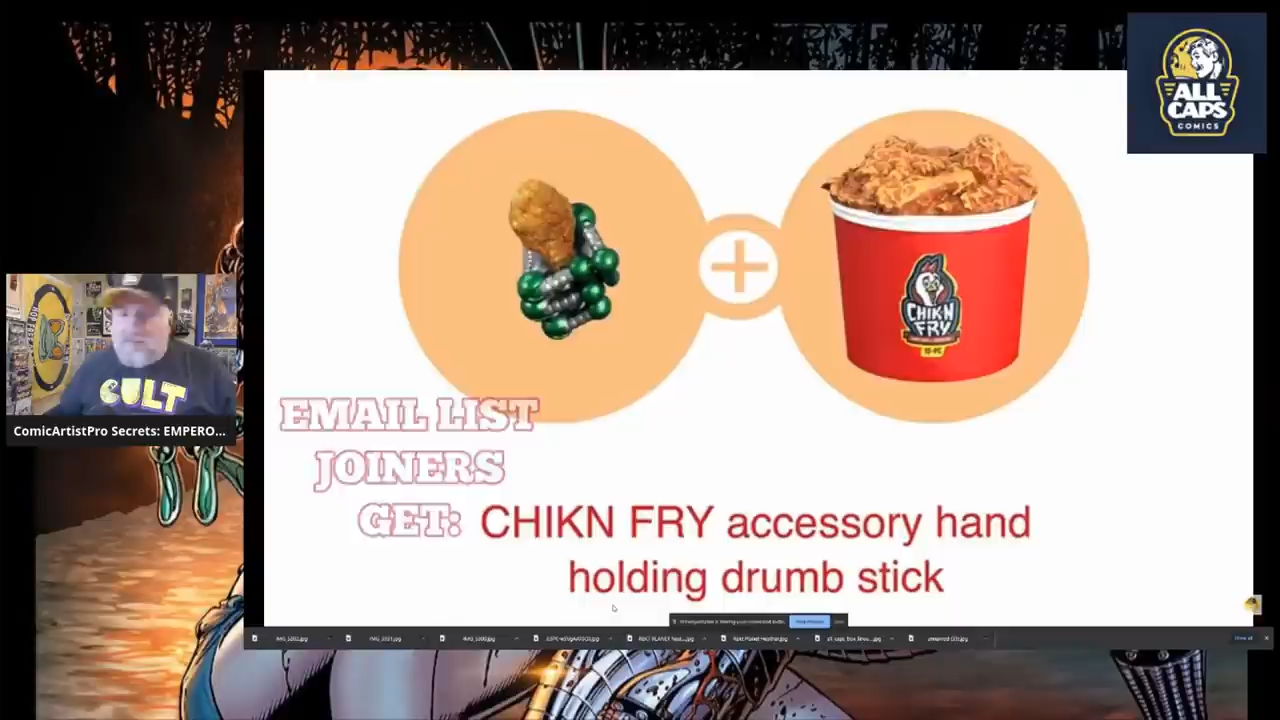 ALL
CAPS
COMICS
CHIKN
FRY
CULT
ComicArtistPro Secrets: EMPERO...
EMAIL LIST
JOINERS
GET:
CHIKN FRY accessory hand
holding drumb stick